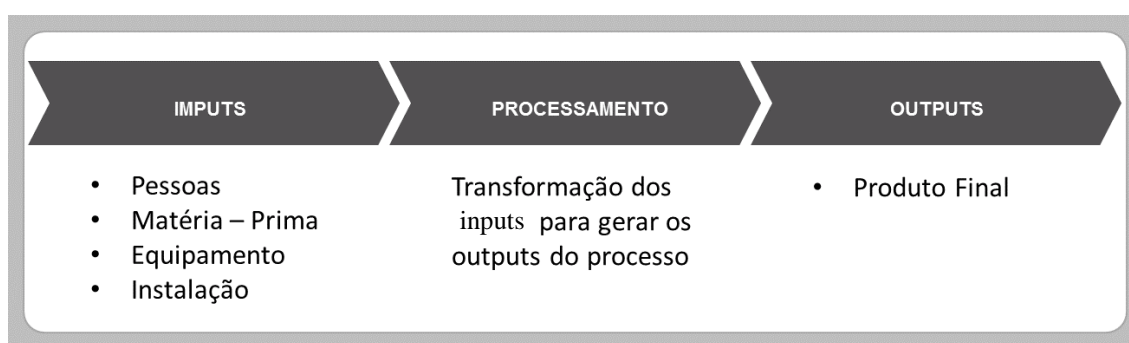 IMPUTS
PROCESSAMENTO
OUTPUTS
• Pessoas
• Matéria – Prima
• Equipamento
• Instalação
Transformação dos
inputs para gerar os
outputs do processo
• Produto Final